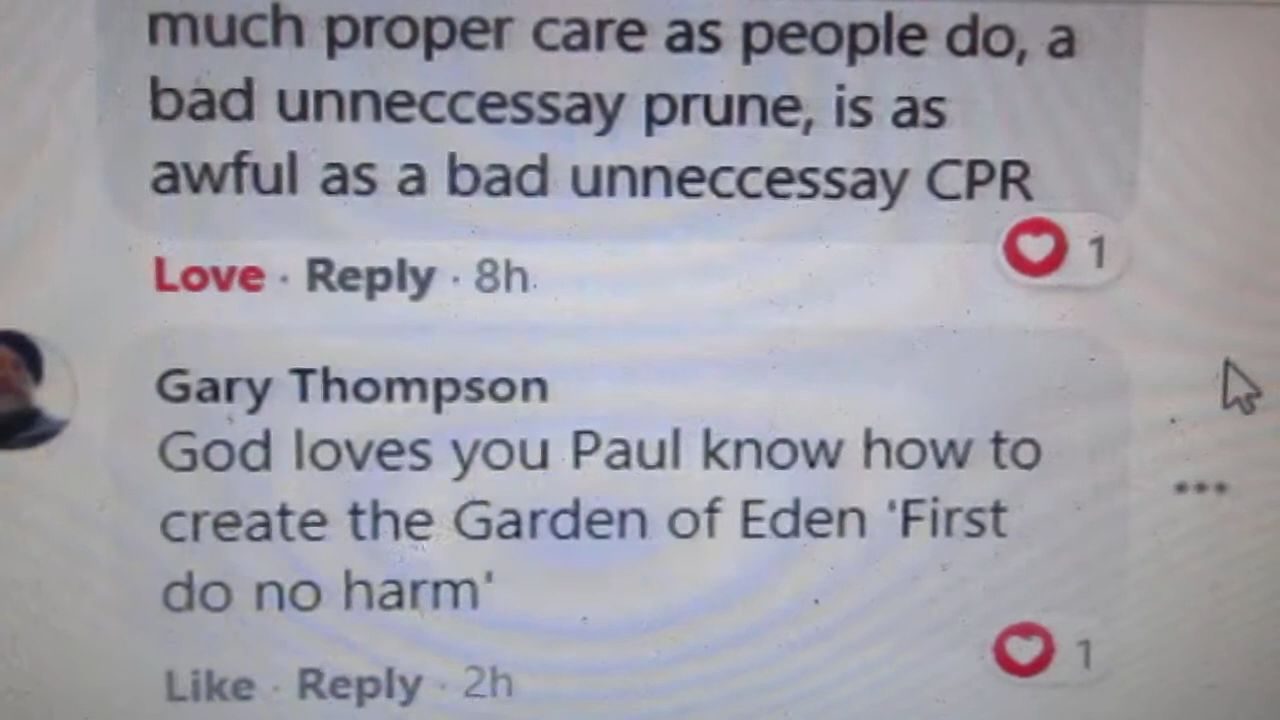 much proper care as people do, a
bad unneccessay prune, is as
awful as a bad unneccessay CPR
1
Love · Reply · 8h
Gary Thompson
God loves you Paul know how to
create the Garden of Eden 'First
do no harm'
1
Like · Reply · 2h